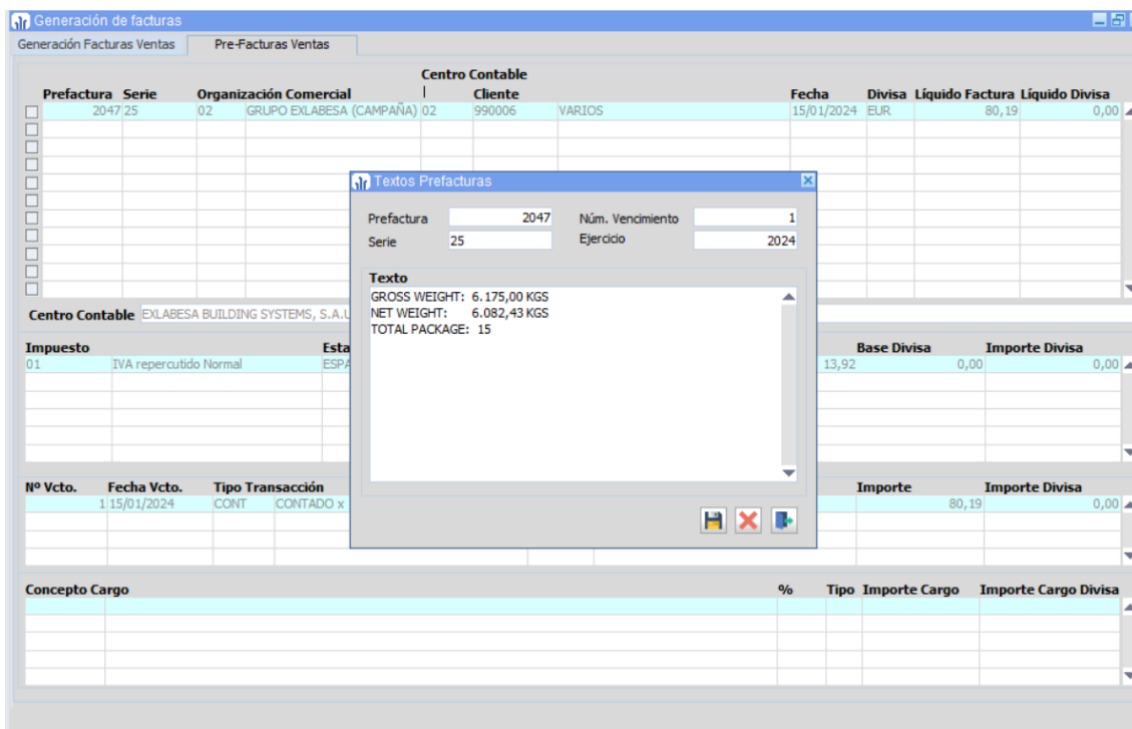 Generación de facturas
Generación Facturas Ventas Pre-Facturas Ventas
Centro Contable
Prefactura Serie Organización Comercial Cliente Fecha Divisa Líquido Factura Líquido Divisa
2047 25 02 GRUPO EXLABESA (CAMPAÑA) 02 990006 VARIOS 15/01/2024 EUR 80,19 0,00
Textos Prefacturas
Prefactura 2047 Núm. Vencimiento 1
Serie 25 Ejercicio 2024
Texto
GROSS WEIGHT: 6.175,00 KGS
NET WEIGHT: 6.082,43 KGS
TOTAL PACKAGE: 15
Centro Contable EXLABESA BUILDING SYSTEMS, S.A.U
Impuesto Esta Base Divisa Importe Divisa
01 IVA repercutido Normal ESPA 13,92 0,00 0,00
Nº Vcto. Fecha Vcto. Tipo Transacción Importe Importe Divisa
1 15/01/2024 CONT CONTADO x 80,19 0,00
Concepto Cargo % Tipo Importe Cargo Importe Cargo Divisa